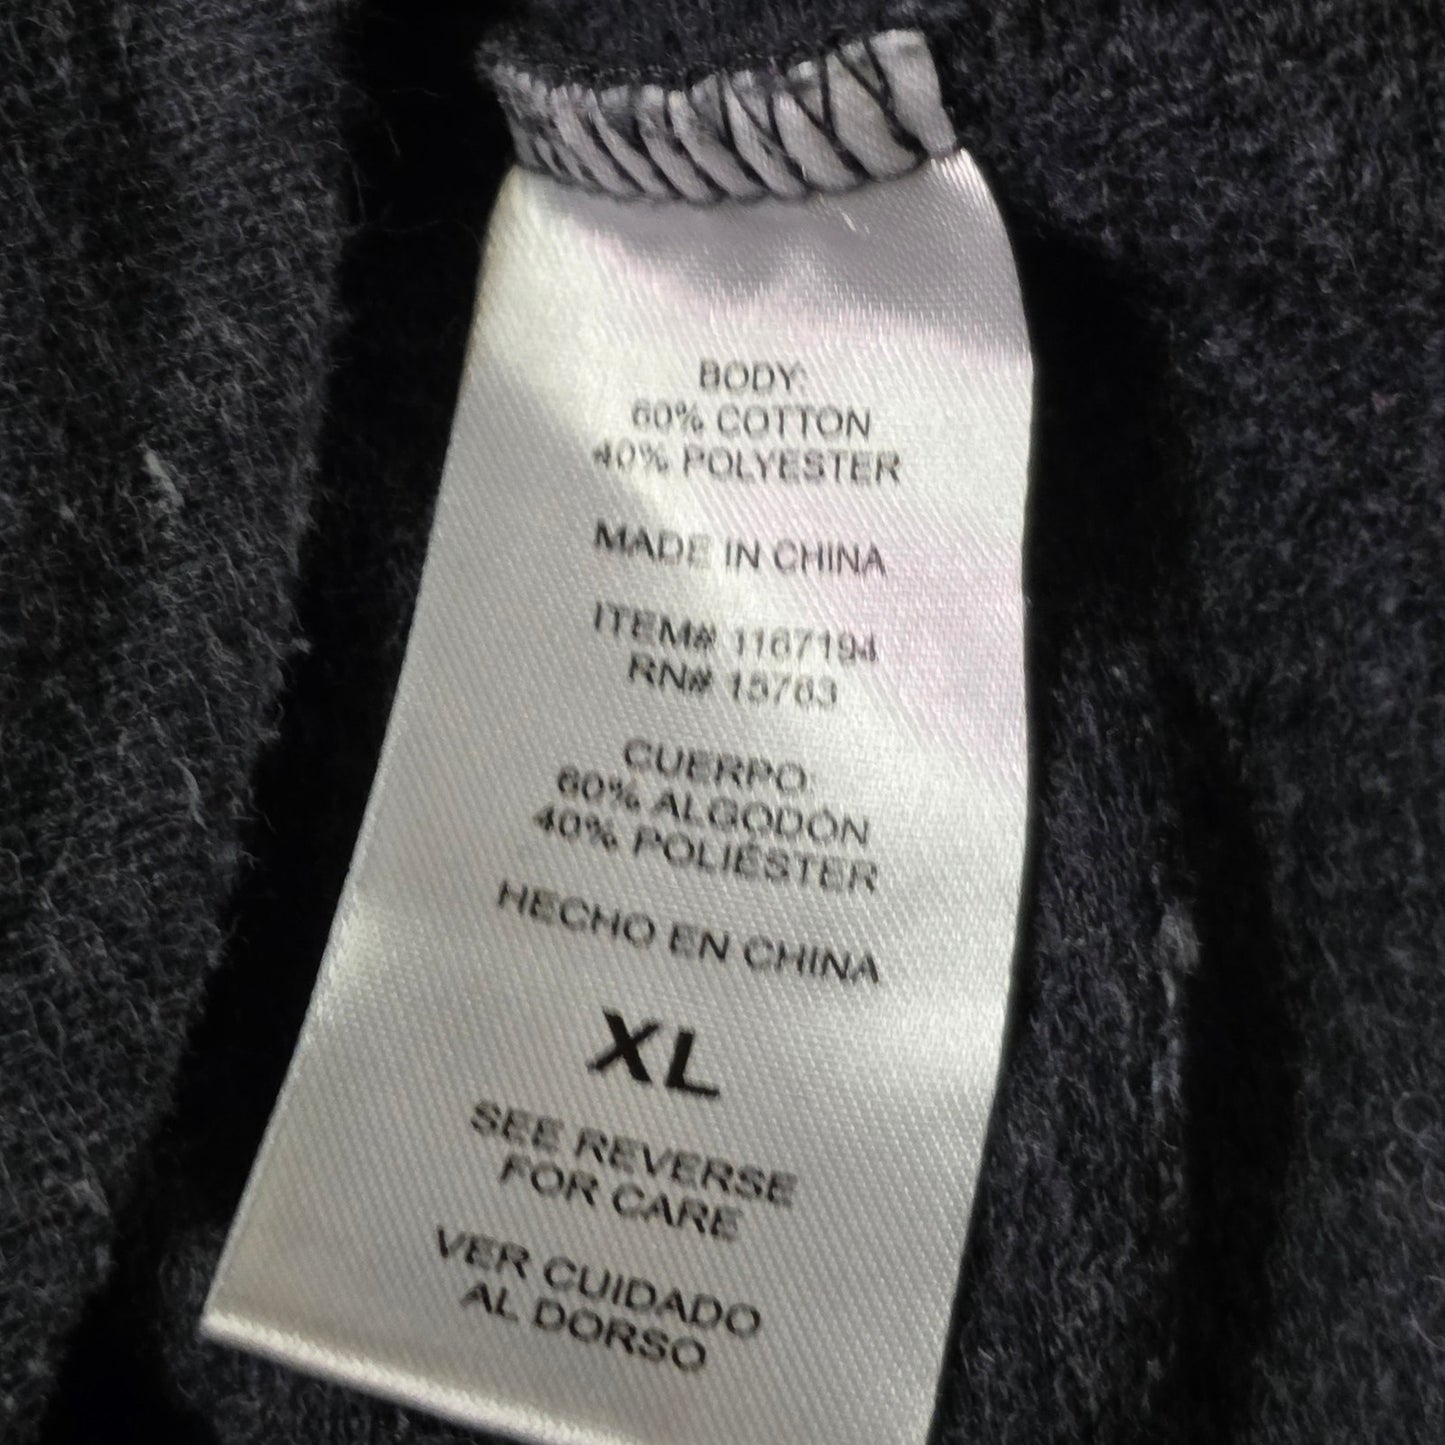 BODY:
60% COTTON
40% POLYESTER
MADE IN CHINA
ITEM# 1167194
RN# 15763
CUERPO:
60% ALGODÓN
40% POLIÉSTER
HECHO EN CHINA
XL
SEE REVERSE
FOR CARE
VER CUIDADO
AL DORSO